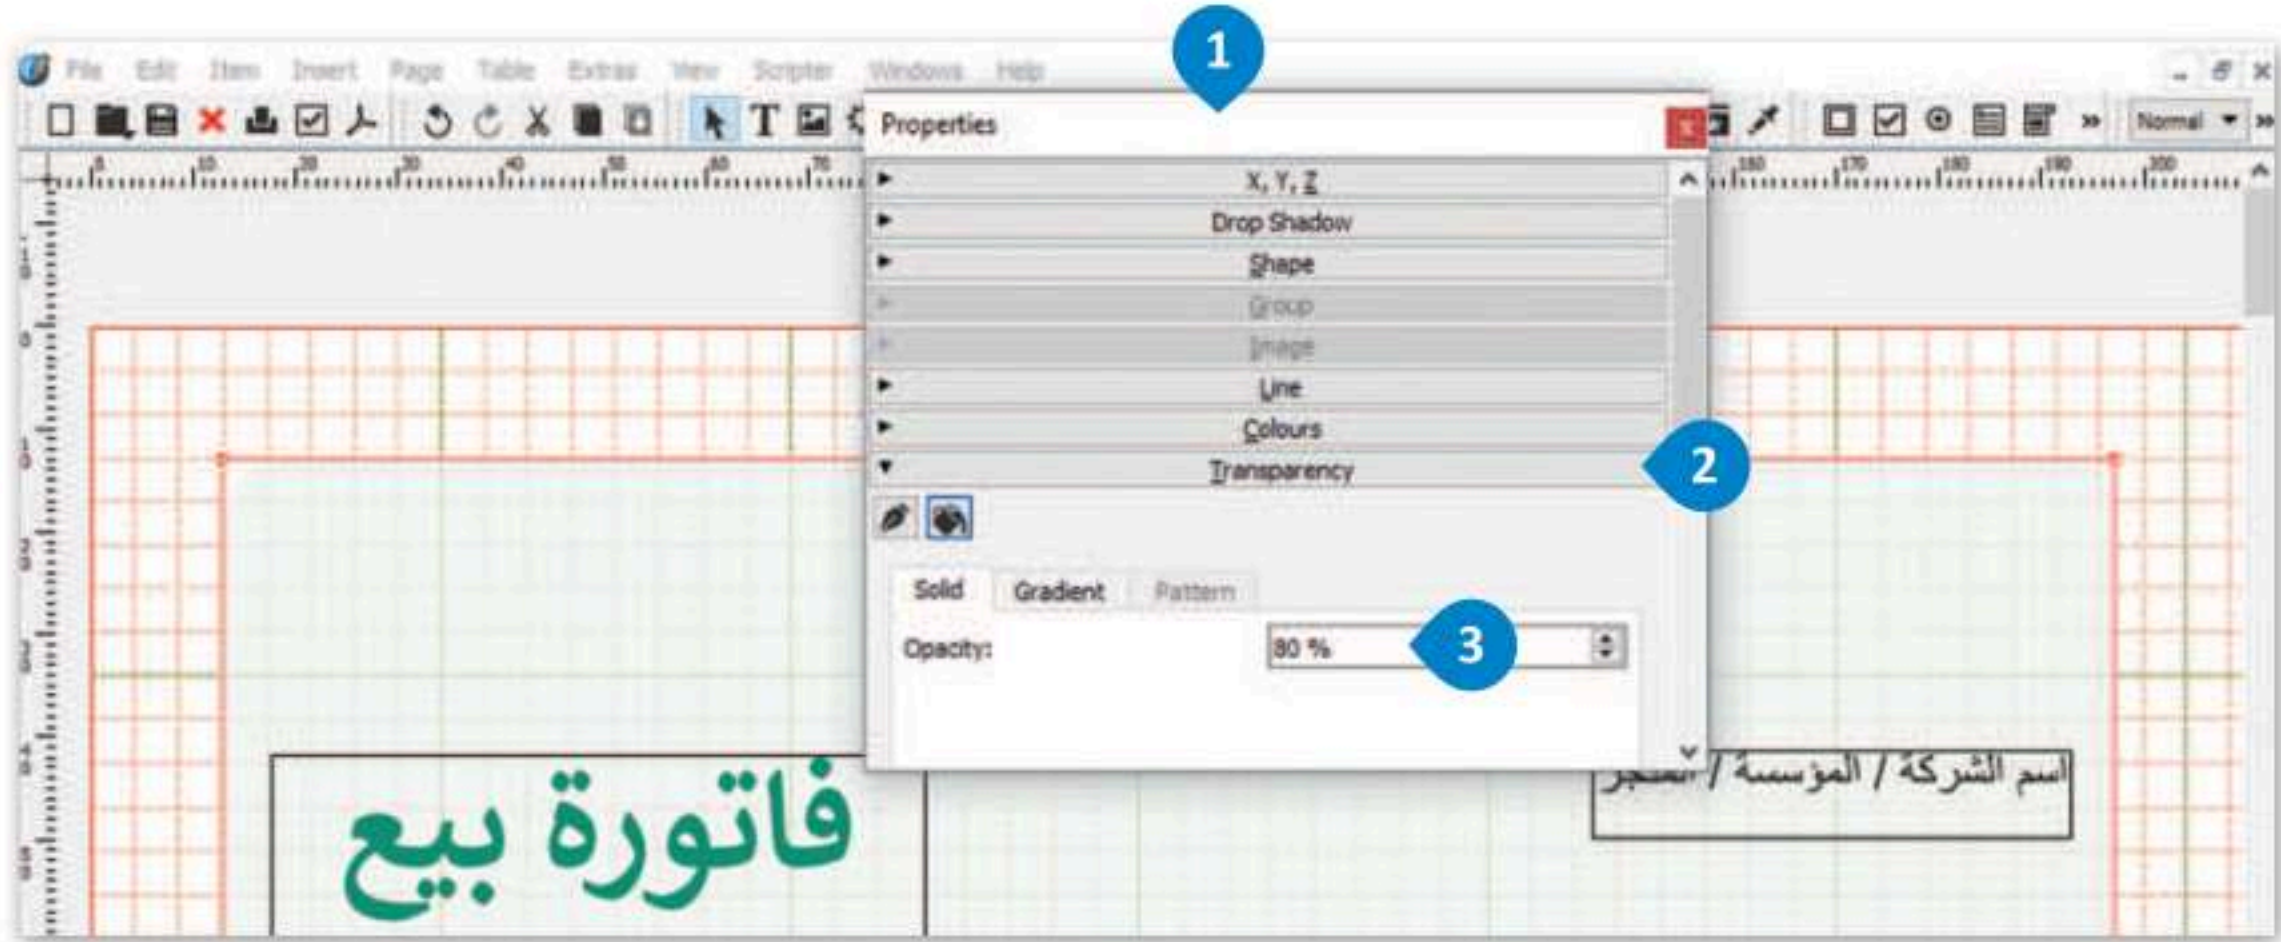 1
File Edit Item Insert Page Table Extras View Scripter Windows Help
Normal
Properties
X, Y, Z
Drop Shadow
Shape
Group
Image
Line
Colours
Transparency
2
Solid Gradient Pattern
Opacity: 80 % 3
اسم الشركة / المؤسسة / المتجر
فاتورة بيع